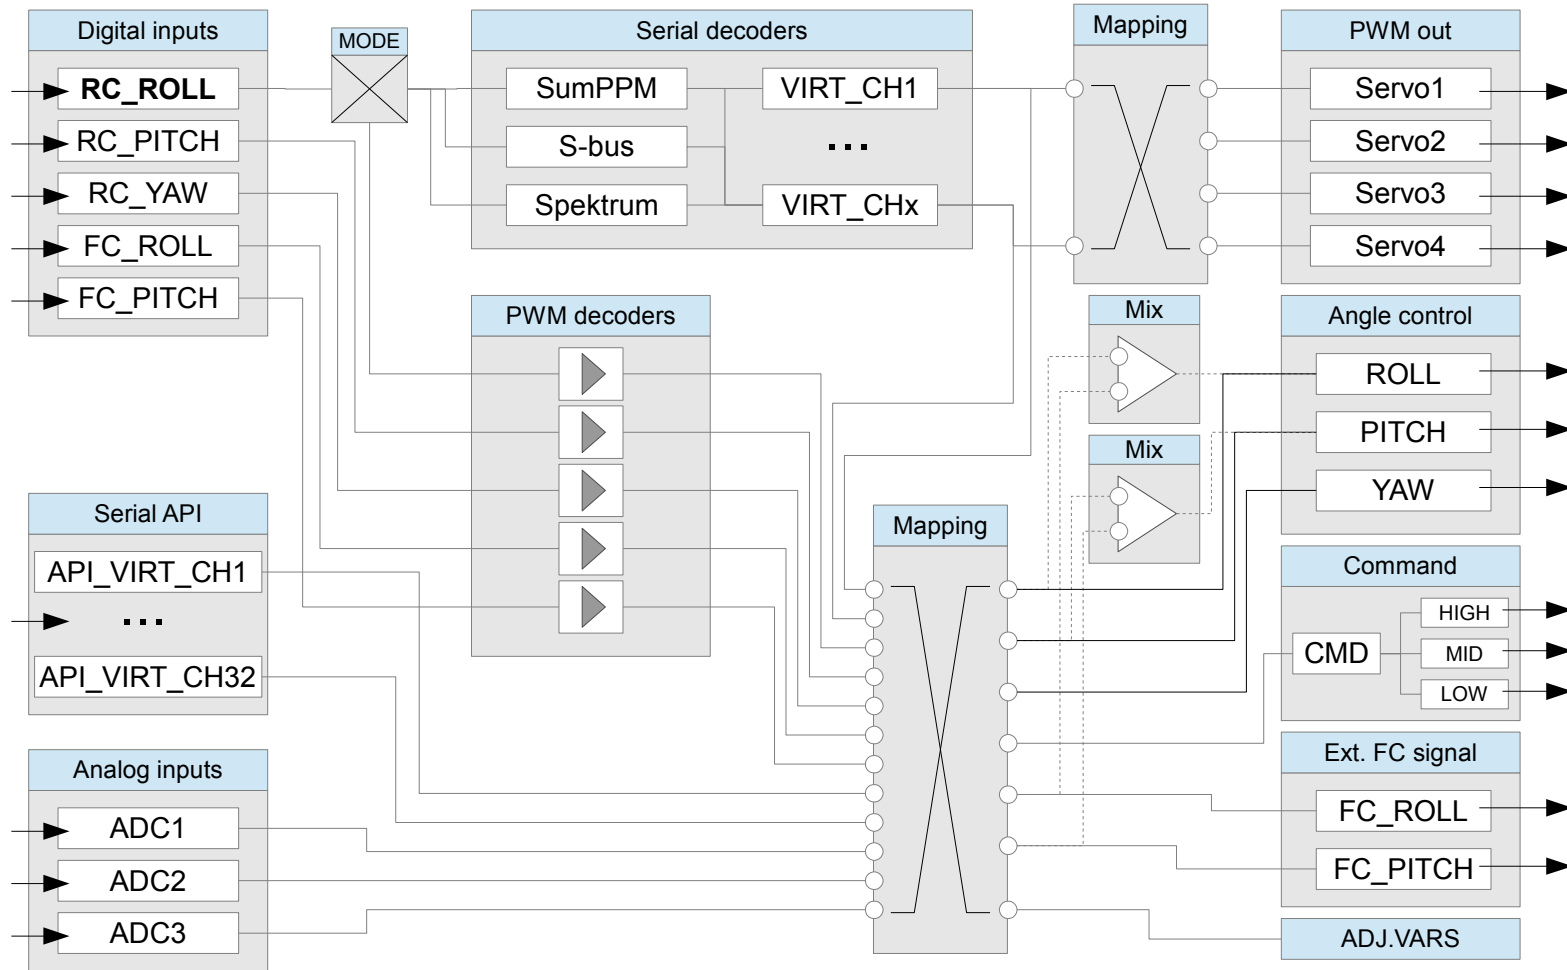 Digital inputs
RC_ROLL
RC_PITCH
RC_YAW
FC_ROLL
FC_PITCH
MODE
Serial decoders
SumPPM
S-bus
Spektrum
VIRT_CH1
...
VIRT_CHx
Mapping
PWM out
Servo1
Servo2
Servo3
Servo4
PWM decoders
Mix
Mix
Angle control
ROLL
PITCH
YAW
Serial API
API_VIRT_CH1
...
API_VIRT_CH32
Mapping
Command
CMD
HIGH
MID
LOW
Analog inputs
ADC1
ADC2
ADC3
Ext. FC signal
FC_ROLL
FC_PITCH
ADJ.VARS